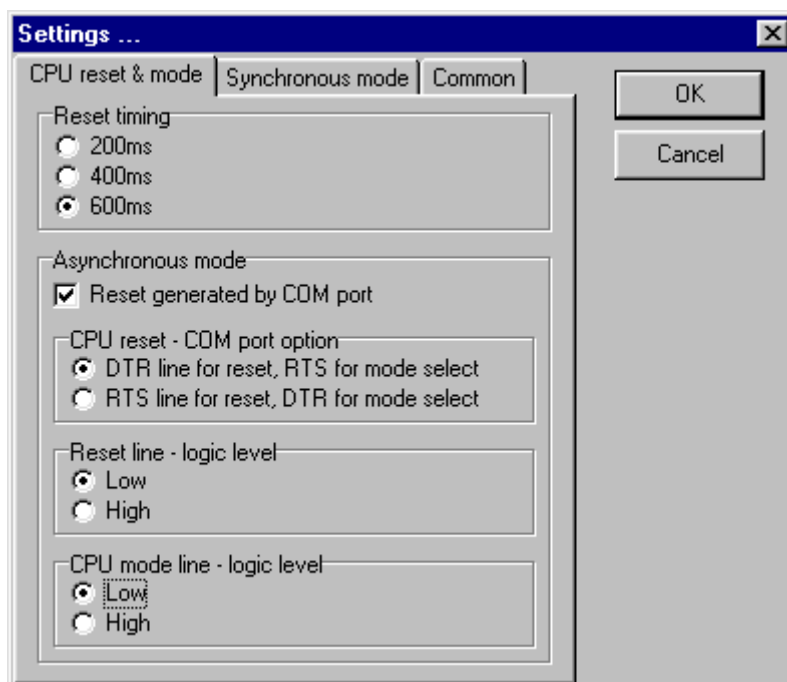 Settings ...
CPU reset & mode Synchronous mode Common
OK
Cancel
Reset timing
200ms
400ms
600ms
Asynchronous mode
Reset generated by COM port
CPU reset - COM port option
DTR line for reset, RTS for mode select
RTS line for reset, DTR for mode select
Reset line - logic level
Low
High
CPU mode line - logic level
Low
High